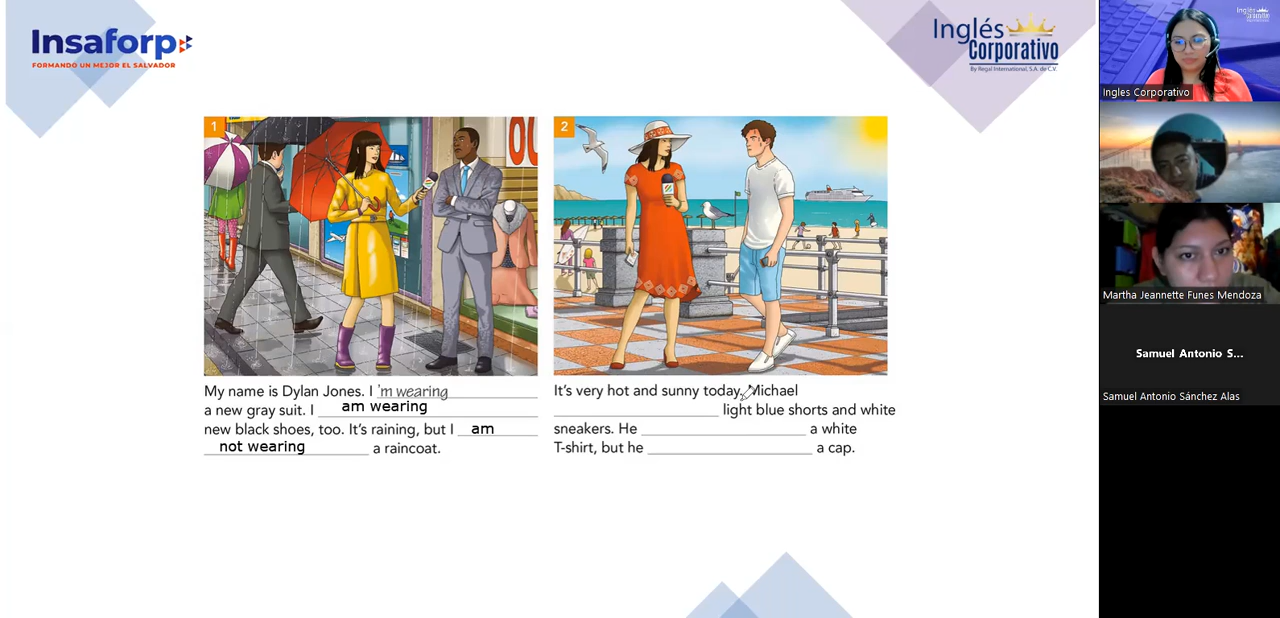 Insaforp
FORMANDO UN MEJOR EL SALVADOR
Inglés
Corporativo
By Regal International, S.A. de C.V.
1
OU
My name is Dylan Jones. I 'm wearing
a new gray suit. I am wearing
new black shoes, too. It's raining, but I am
not wearing a raincoat.
2
It's very hot and sunny today. Michael
light blue shorts and white
sneakers. He a white
T-shirt, but he a cap.
Ingles Corporativo
Martha Jeannette Funes Mendoza
Samuel Antonio S...
Samuel Antonio Sánchez Alas